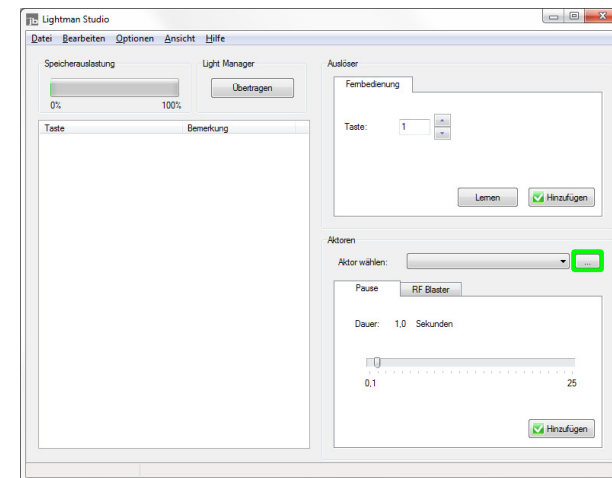 jb Lightman Studio
Datei Bearbeiten Optionen Ansicht Hilfe
Speicherauslastung
0% 100%
Light Manager
Übertragen
Taste Bemerkung
Auslöser
Fernbedienung
Taste: 1
Lernen Hinzufügen
Aktoren
Aktor wählen: ...
Pause RF Blaster
Dauer: 1,0 Sekunden
0,1 25
Hinzufügen